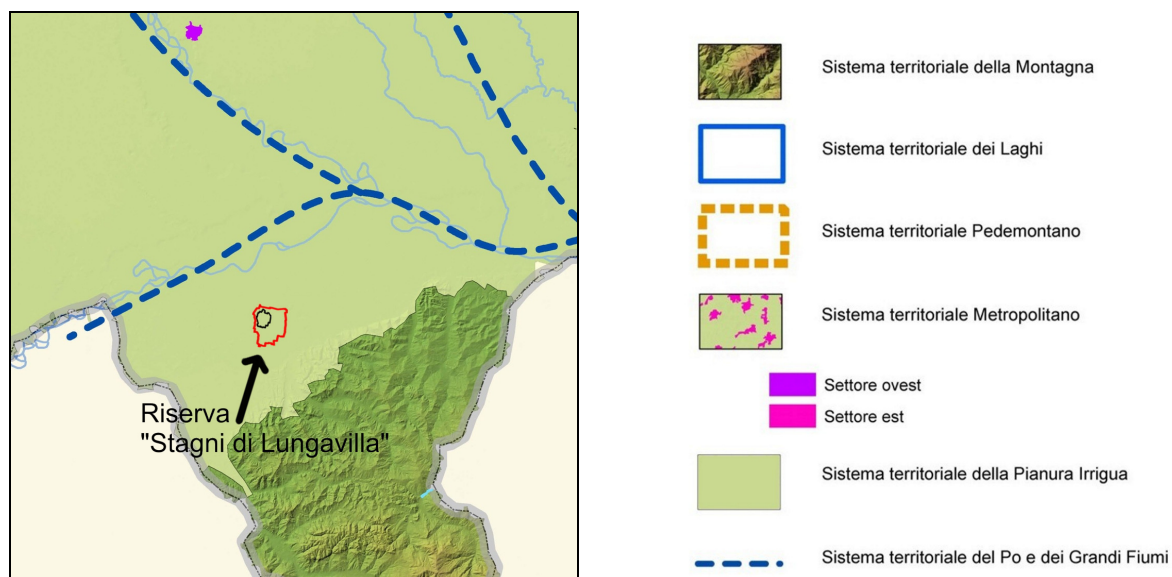 Riserva
"Stagni di Lungavilla"
Sistema territoriale della Montagna
Sistema territoriale dei Laghi
Sistema territoriale Pedemontano
Sistema territoriale Metropolitano
Settore ovest
Settore est
Sistema territoriale della Pianura Irrigua
Sistema territoriale del Po e dei Grandi Fiumi